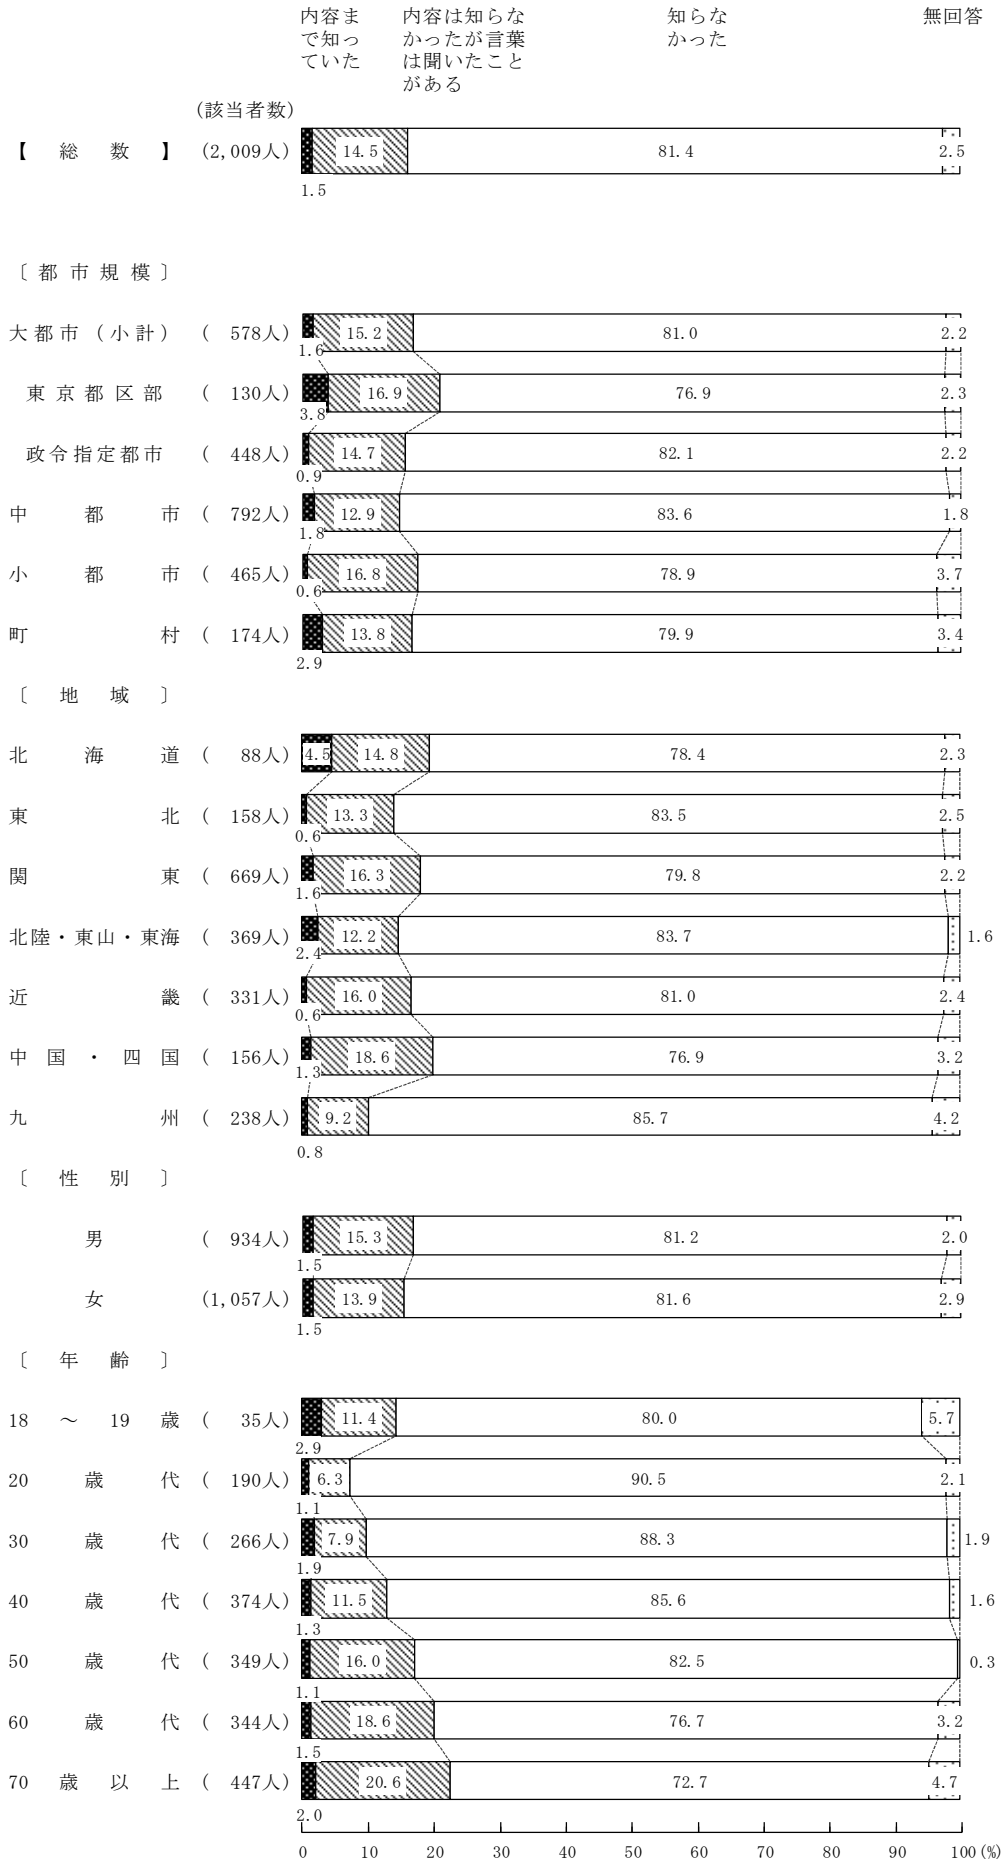 内容ま
で知っ
ていた
内容は知らな
かったが言葉
は聞いたこと
がある
知らな
かった
無回答
(該当者数)
【 総 数 】 (2,009人) 14.5 81.4 2.5
1.5
〔 都 市 規 模 〕
大 都 市 ( 小 計 ) ( 578人) 15.2 81.0 2.2
1.6
東 京 都 区 部 ( 130人) 16.9 76.9 2.3
3.8
政令指定都市 ( 448人) 14.7 82.1 2.2
0.9
中 都 市 ( 792人) 12.9 83.6 1.8
1.8
小 都 市 ( 465人) 16.8 78.9 3.7
0.6
町 村 ( 174人) 13.8 79.9 3.4
2.9
〔 地 域 〕
北 海 道 ( 88人) 4.5 14.8 78.4 2.3
東 北 ( 158人) 13.3 83.5 2.5
0.6
関 東 ( 669人) 16.3 79.8 2.2
1.6
北陸・東山・東海 ( 369人) 12.2 83.7 1.6
2.4
近 畿 ( 331人) 16.0 81.0 2.4
0.6
中 国 ・ 四 国 ( 156人) 18.6 76.9 3.2
1.3
九 州 ( 238人) 9.2 85.7 4.2
0.8
〔 性 別 〕
男 ( 934人) 15.3 81.2 2.0
1.5
女 (1,057人) 13.9 81.6 2.9
1.5
〔 年 齢 〕
18 ～ 19 歳 ( 35人) 11.4 80.0 5.7
2.9
20 歳 代 ( 190人) 6.3 90.5 2.1
1.1
30 歳 代 ( 266人) 7.9 88.3 1.9
1.9
40 歳 代 ( 374人) 11.5 85.6 1.6
1.3
50 歳 代 ( 349人) 16.0 82.5 0.3
1.1
60 歳 代 ( 344人) 18.6 76.7 3.2
1.5
70 歳 以 上 ( 447人) 20.6 72.7 4.7
2.0
0 10 20 30 40 50 60 70 80 90 100 (%)